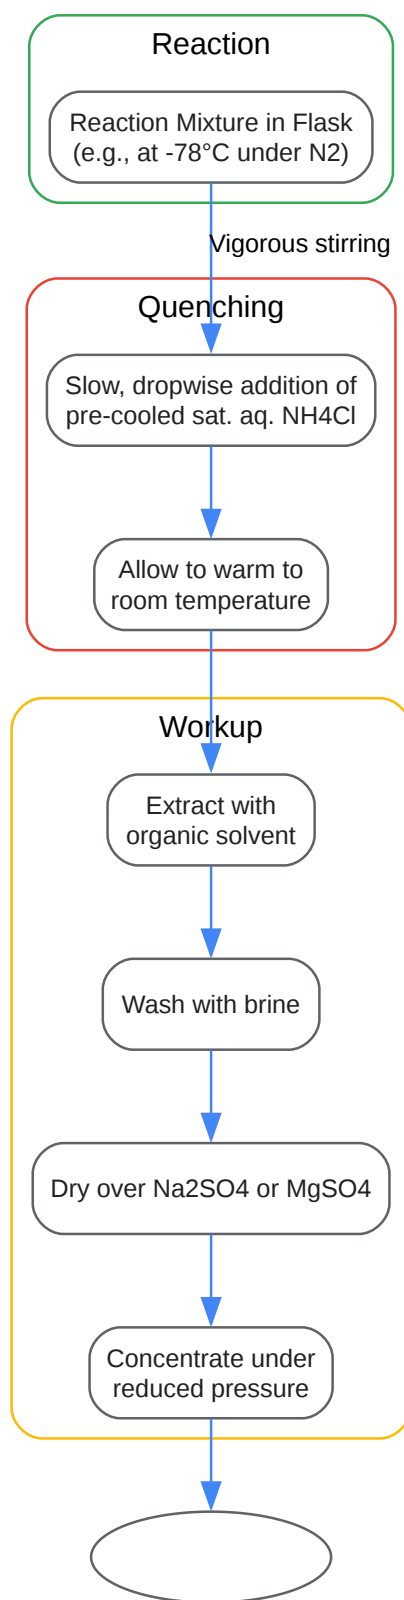 Reaction
Reaction Mixture in Flask
(e.g., at -78°C under N2)
Vigorous stirring
Quenching
Slow, dropwise addition of
pre-cooled sat. aq. NH4Cl
Allow to warm to
room temperature
Workup
Extract with
organic solvent
Wash with brine
Dry over Na2SO4 or MgSO4
Concentrate under
reduced pressure